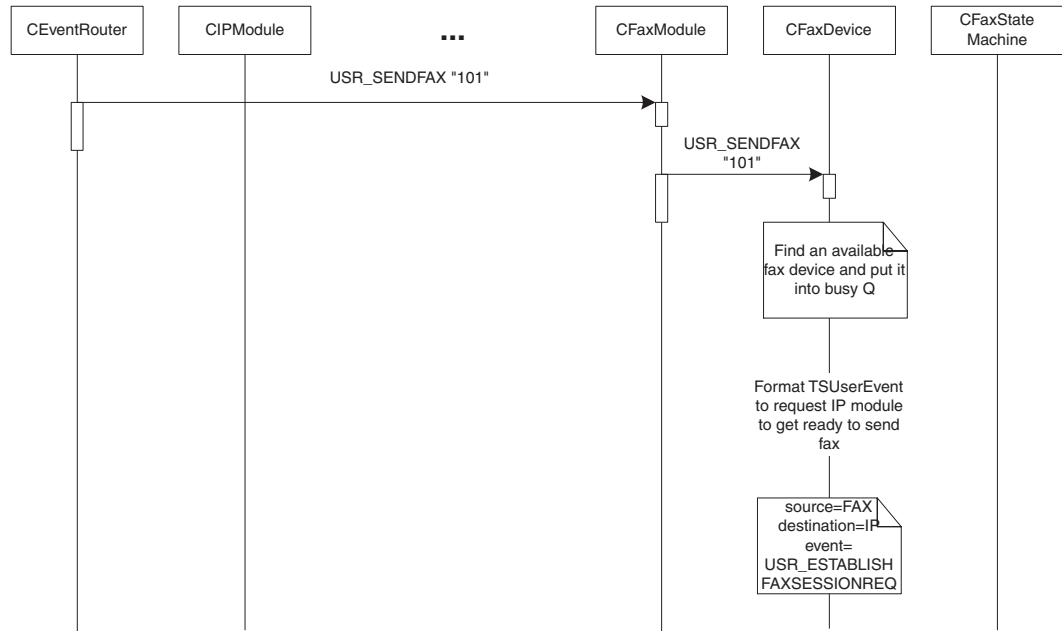 CEventRouter
CIPModule
...
CFaxModule
CFaxDevice
CFaxState
Machine
USR_SENDFAX "101"
USR_SENDFAX
"101"
Find an available
fax device and put it
into busy Q
Format TSUserEvent
to request IP module
to get ready to send
fax
source=FAX
destination=IP
event=
USR_ESTABLISH
FAXSESSIONREQ